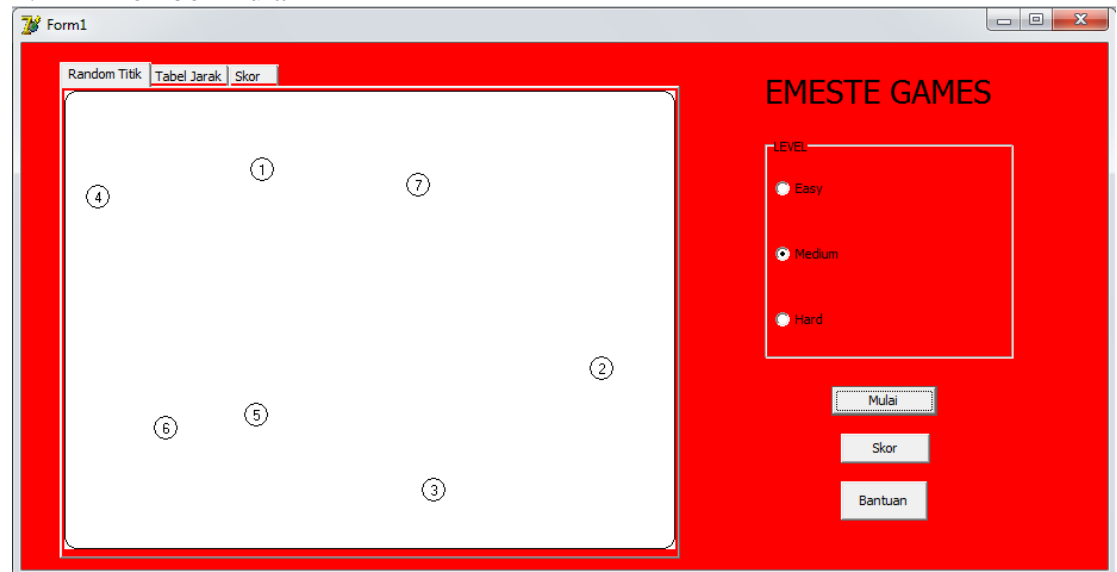 Form1
Random Titik
Tabel Jarak
Skor
EMESTE GAMES
LEVEL
Easy
Medium
Hard
1
7
4
2
5
6
3
Mulai
Skor
Bantuan